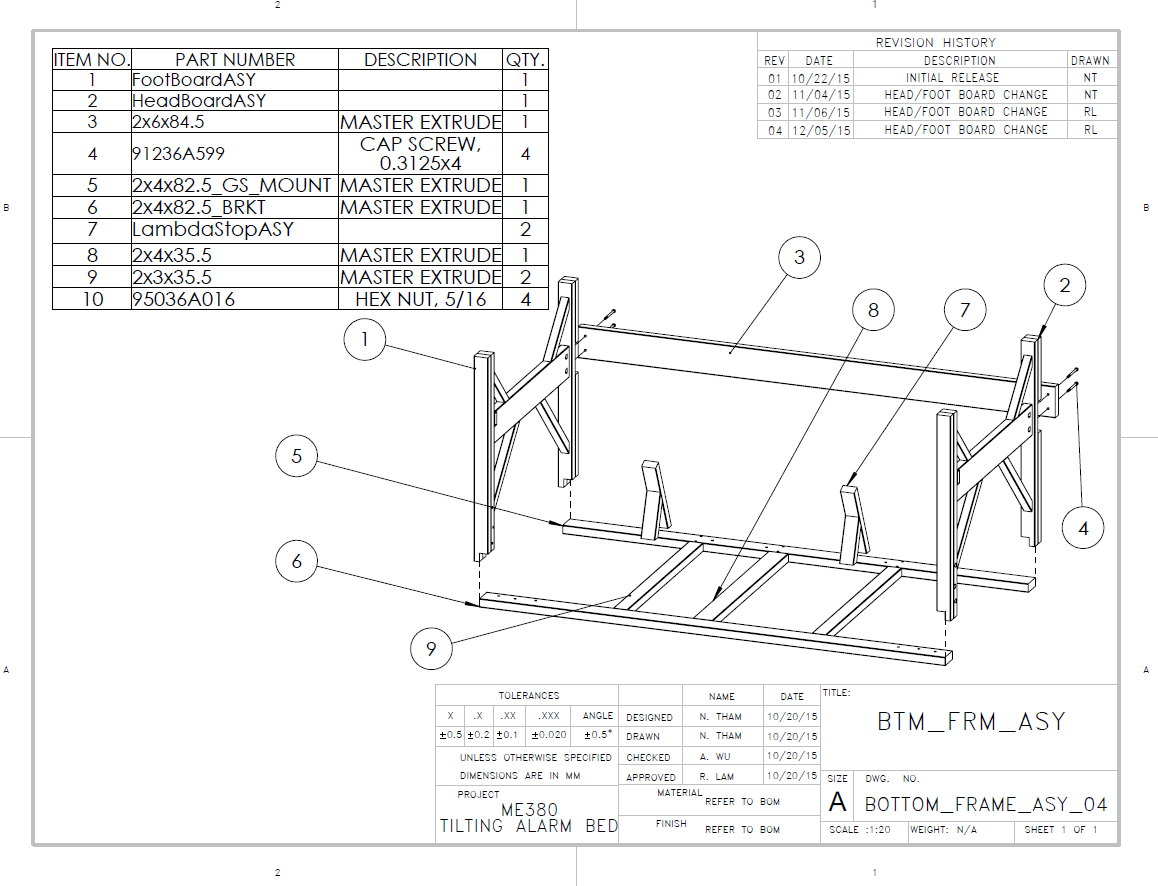 2 1
ITEM NO. PART NUMBER DESCRIPTION QTY.
1 FootBoardASY 1
2 HeadBoardASY 1
3 2x6x84.5 MASTER EXTRUDE 1
4 91236A599 CAP SCREW, 0.3125x4 4
5 2x4x82.5_GS_MOUNT MASTER EXTRUDE 1
6 2x4x82.5_BRKT MASTER EXTRUDE 1
7 LambdaStopASY 2
8 2x4x35.5 MASTER EXTRUDE 1
9 2x3x35.5 MASTER EXTRUDE 2
10 95036A016 HEX NUT, 5/16 4
REVISION HISTORY
REV DATE DESCRIPTION DRAWN
01 10/22/15 INITIAL RELEASE NT
02 11/04/15 HEAD/FOOT BOARD CHANGE NT
03 11/06/15 HEAD/FOOT BOARD CHANGE RL
04 12/05/15 HEAD/FOOT BOARD CHANGE RL
B B
3
2
8
7
1
5
4
6
9
A A
TOLERANCES
X .X .XX .XXX ANGLE
±0.5 ±0.2 ±0.1 ±0.020 ±0.5°
UNLESS OTHERWISE SPECIFIED
DIMENSIONS ARE IN MM
PROJECT
ME380
TILTING ALARM BED
NAME DATE
DESIGNED N. THAM 10/20/15
DRAWN N. THAM 10/20/15
CHECKED A. WU 10/20/15
APPROVED R. LAM 10/20/15
MATERIAL REFER TO BOM
FINISH REFER TO BOM
TITLE:
BTM_FRM_ASY
SIZE DWG. NO.
A BOTTOM_FRAME_ASY_04
SCALE :1:20 WEIGHT: N/A SHEET 1 OF 1
2 1